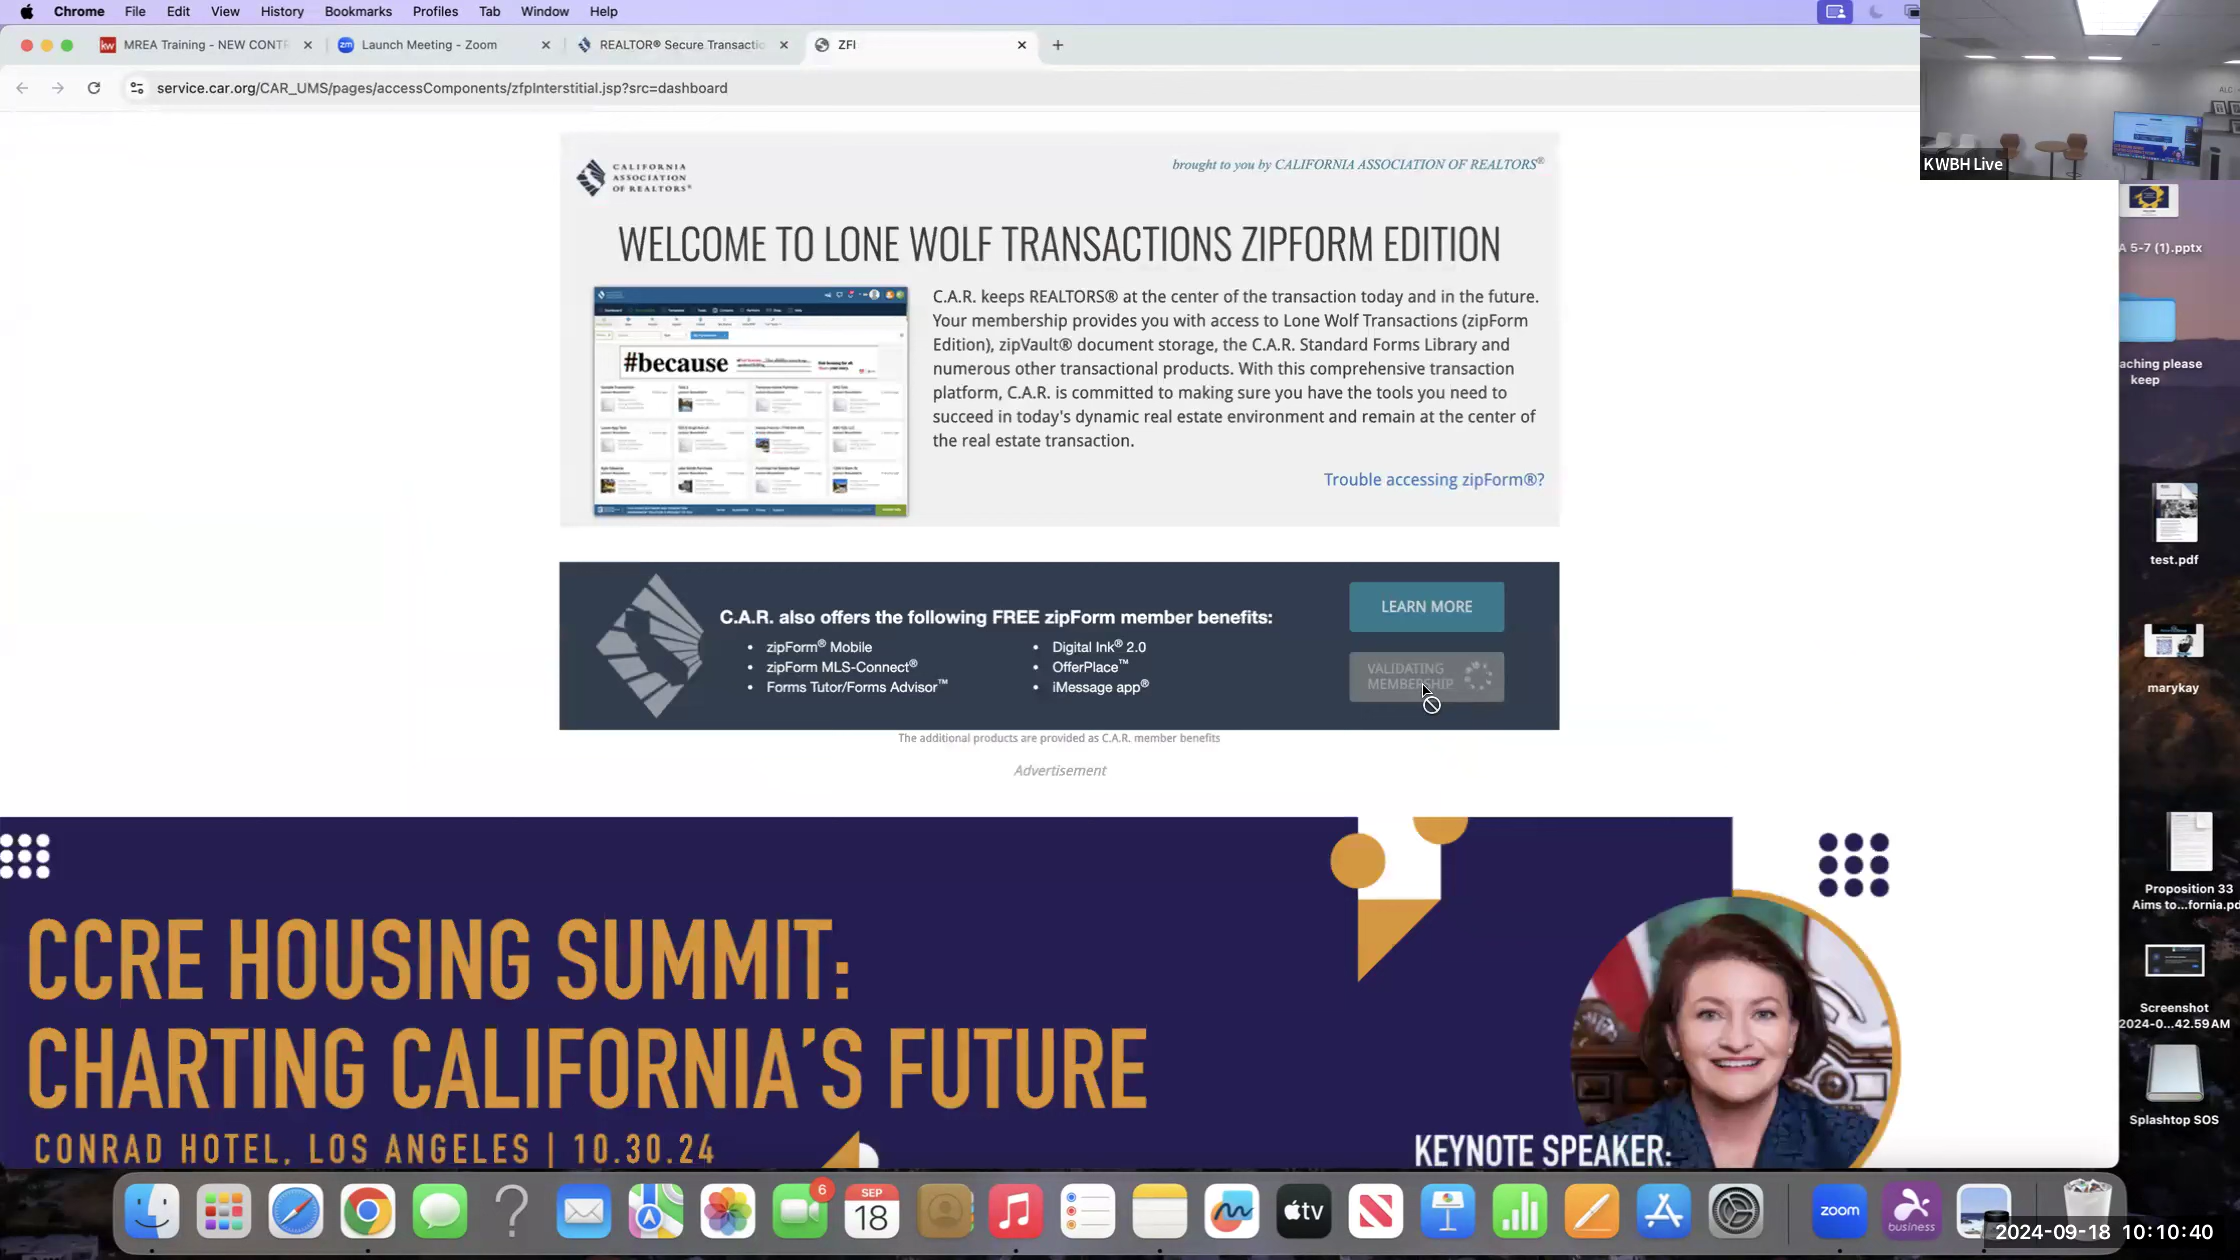 Chrome File Edit View History Bookmarks Profiles Tab Window Help
MREA Training - NEW CONTR
Launch Meeting - Zoom
REALTOR® Secure Transactio
ZFI
service.car.org/CAR_UMS/pages/accessComponents/zfpInterstitial.jsp?src=dashboard
KWBH Live
CALIFORNIA
ASSOCIATION
OF REALTORS®
brought to you by CALIFORNIA ASSOCIATION OF REALTORS®
WELCOME TO LONE WOLF TRANSACTIONS ZIPFORM EDITION
#because
C.A.R. keeps REALTORS® at the center of the transaction today and in the future.
Your membership provides you with access to Lone Wolf Transactions (zipForm
Edition), zipVault® document storage, the C.A.R. Standard Forms Library and
numerous other transactional products. With this comprehensive transaction
platform, C.A.R. is committed to making sure you have the tools you need to
succeed in today's dynamic real estate environment and remain at the center of
the real estate transaction.
Trouble accessing zipForm®?
C.A.R. also offers the following FREE zipForm member benefits:
• zipForm® Mobile
• zipForm MLS-Connect®
• Forms Tutor/Forms Advisor™
• Digital Ink® 2.0
• OfferPlace™
• iMessage app®
LEARN MORE
VALIDATING
MEMBERSHIP
The additional products are provided as C.A.R. member benefits
Advertisement
CCRE HOUSING SUMMIT:
CHARTING CALIFORNIA'S FUTURE
CONRAD HOTEL, LOS ANGELES | 10.30.24
KEYNOTE SPEAKER:
A 5-7 (1).pptx
aching please
keep
test.pdf
marykay
Proposition 33
Aims to...fornia.pd
Screenshot
2024-0...42.59 AM
Splashtop SOS
6
SEP
18
tv
zoom
business
2024-09-18 10:10:40